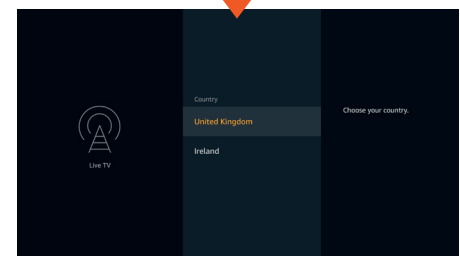 Country
United Kingdom
Choose your country.
Ireland
Live TV